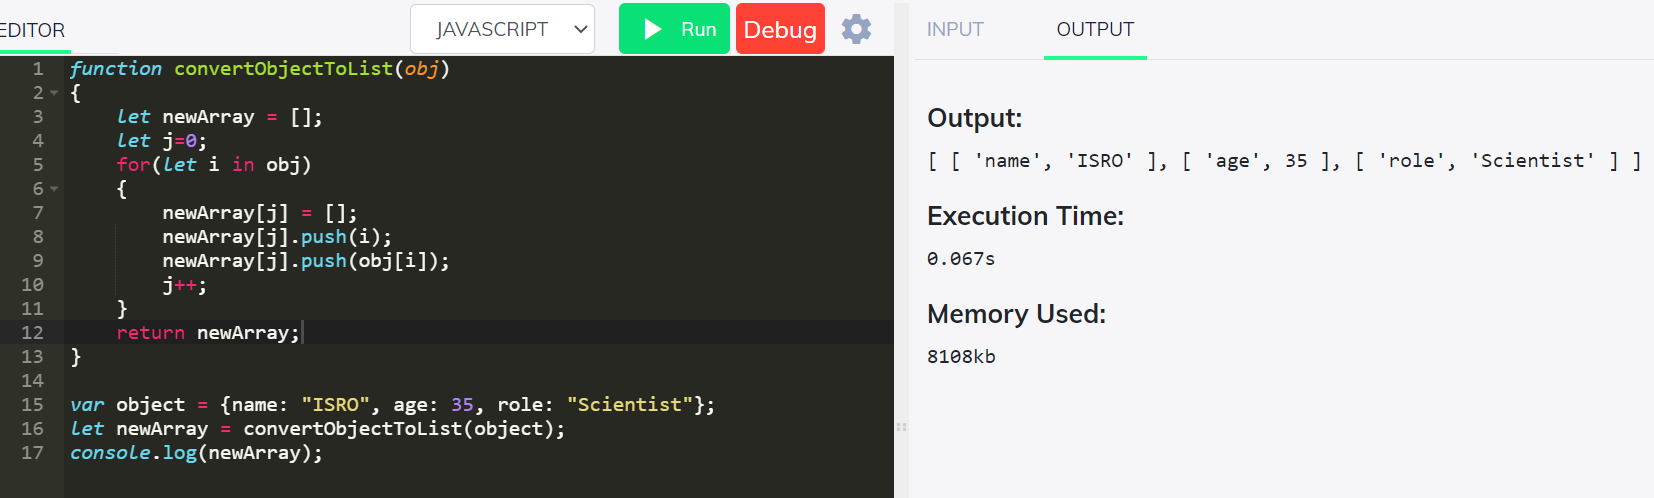 EDITOR
JAVASCRIPT
Run
Debug
INPUT
OUTPUT
1 function convertObjectToList(obj)
2 {
3     let newArray = [];
4     let j=0;
5     for(let i in obj)
6     {
7         newArray[j] = [];
8         newArray[j].push(i);
9         newArray[j].push(obj[i]);
10         j++;
11     }
12     return newArray;
13 }
14
15 var object = {name: "ISRO", age: 35, role: "Scientist"};
16 let newArray = convertObjectToList(object);
17 console.log(newArray);
Output:
[ [ 'name', 'ISRO' ], [ 'age', 35 ], [ 'role', 'Scientist' ] ]
Execution Time:
0.067s
Memory Used:
8108kb